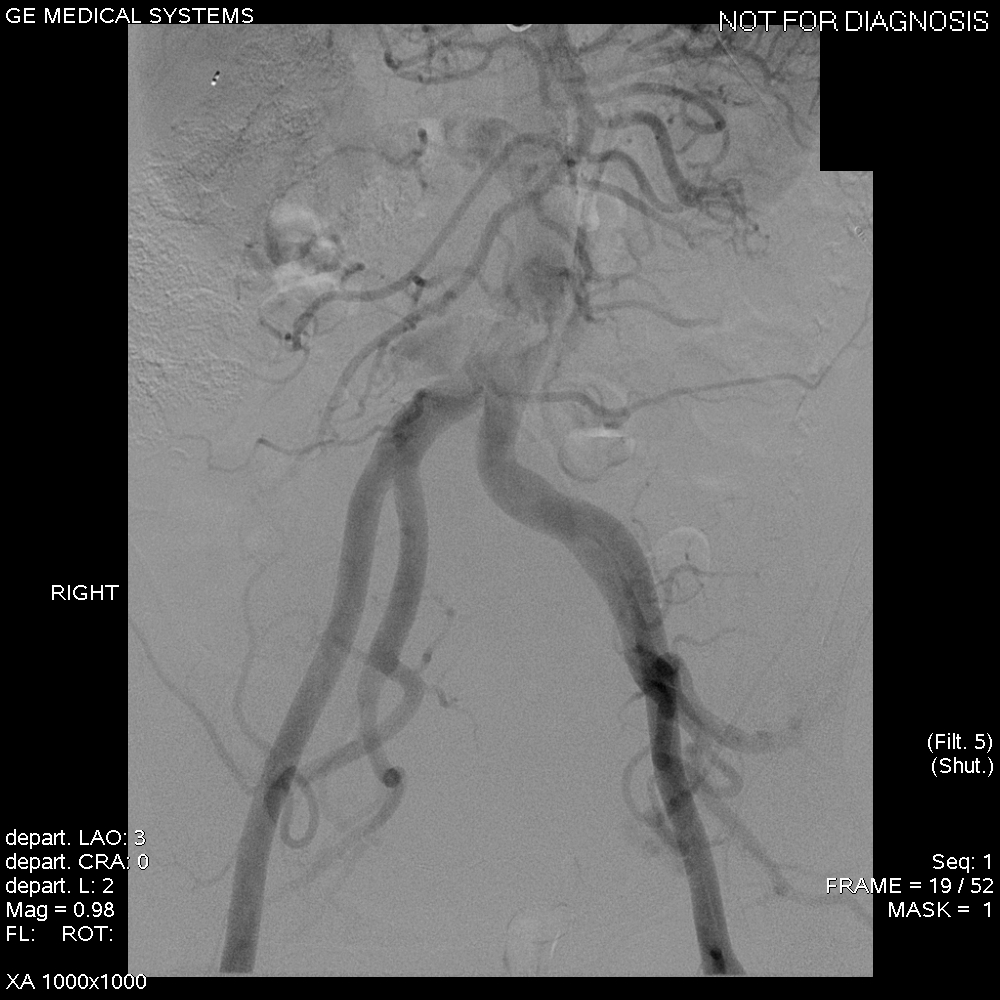 GE MEDICAL SYSTEMS
NOT FOR DIAGNOSIS
RIGHT
(Filt. 5)
(Shut.)
depart. LAO: 3
depart. CRA: 0
depart. L: 2
Mag = 0.98
FL: ROT:
Seq: 1
FRAME = 19 / 52
MASK = 1
XA 1000x1000